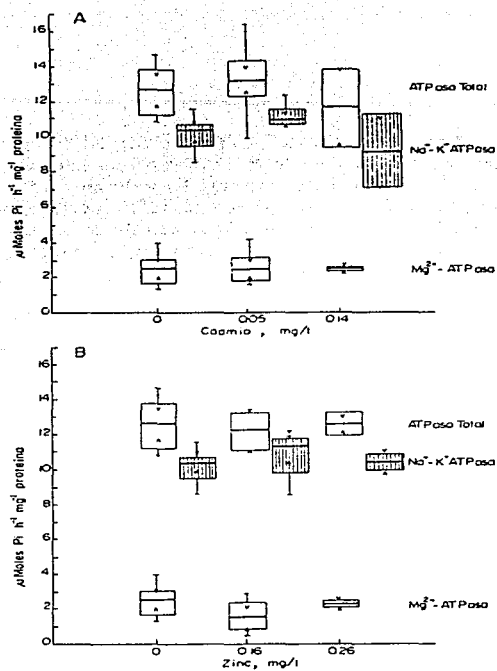 A
16
14
12
10
8
6
4
2
0
µMoles Pi h⁻¹ mg⁻¹ proteina
ATPasa Total
Na⁺-K⁺ATPasa
Mg²⁺-ATPasa
0 0.05 0.14
Cadmio, mg/l
B
16
14
12
10
8
6
4
2
0
µMoles Pi h⁻¹ mg⁻¹ proteina
ATPasa Total
Na⁺-K⁺ATPasa
Mg²⁺-ATPasa
0 0.16 0.26
Zinc, mg/l